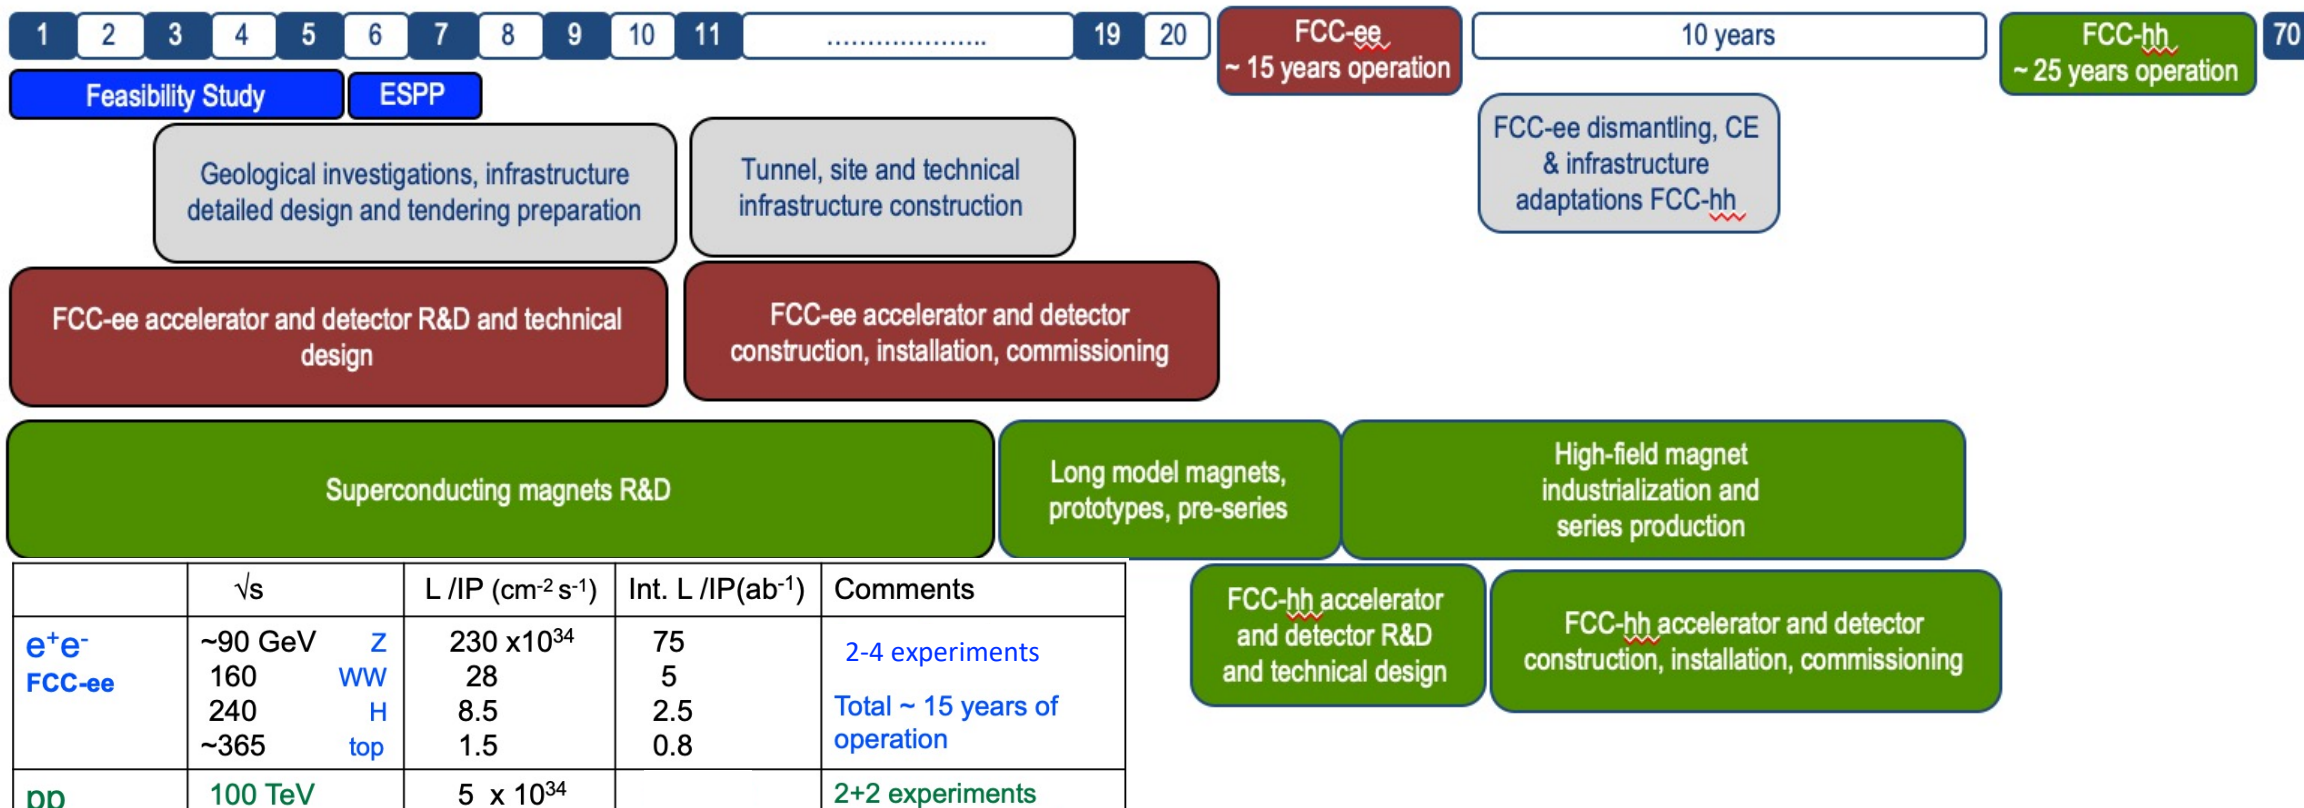 1 2 3 4 5 6 7 8 9 10 11 ……………….. 19 20 FCC-ee ~ 15 years operation 10 years FCC-hh ~ 25 years operation 70
Feasibility Study
ESPP
Geological investigations, infrastructure
detailed design and tendering preparation
Tunnel, site and technical
infrastructure construction
FCC-ee dismantling, CE
& infrastructure
adaptations FCC-hh
FCC-ee accelerator and detector R&D and technical
design
FCC-ee accelerator and detector
construction, installation, commissioning
Superconducting magnets R&D
Long model magnets,
prototypes, pre-series
High-field magnet
industrialization and
series production
FCC-hh accelerator
and detector R&D
and technical design
FCC-hh accelerator and detector
construction, installation, commissioning
√s L /IP (cm⁻² s⁻¹) Int. L /IP(ab⁻¹) Comments
e⁺e⁻ ~90 GeV Z 230 x10³⁴ 75 2-4 experiments
FCC-ee 160 WW 28 5
240 H 8.5 2.5 Total ~ 15 years of
~365 top 1.5 0.8 operation
pp 100 TeV 5 x 10³⁴ 2+2 experiments